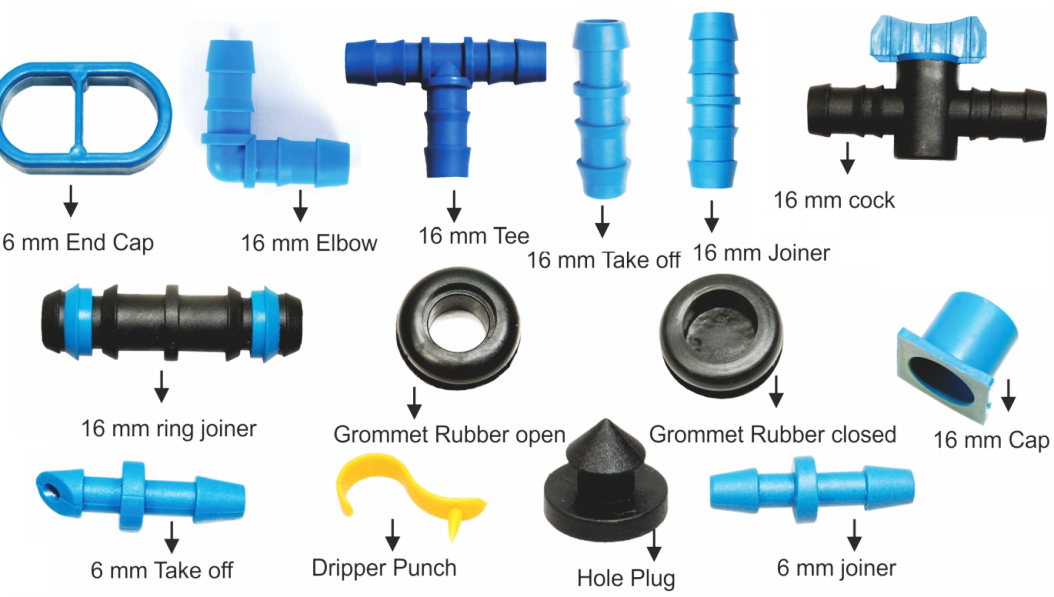 6 mm End Cap
16 mm Elbow
16 mm Tee
16 mm Take off
16 mm Joiner
16 mm cock
16 mm ring joiner
Grommet Rubber open
Grommet Rubber closed
16 mm Cap
6 mm Take off
Dripper Punch
Hole Plug
6 mm joiner